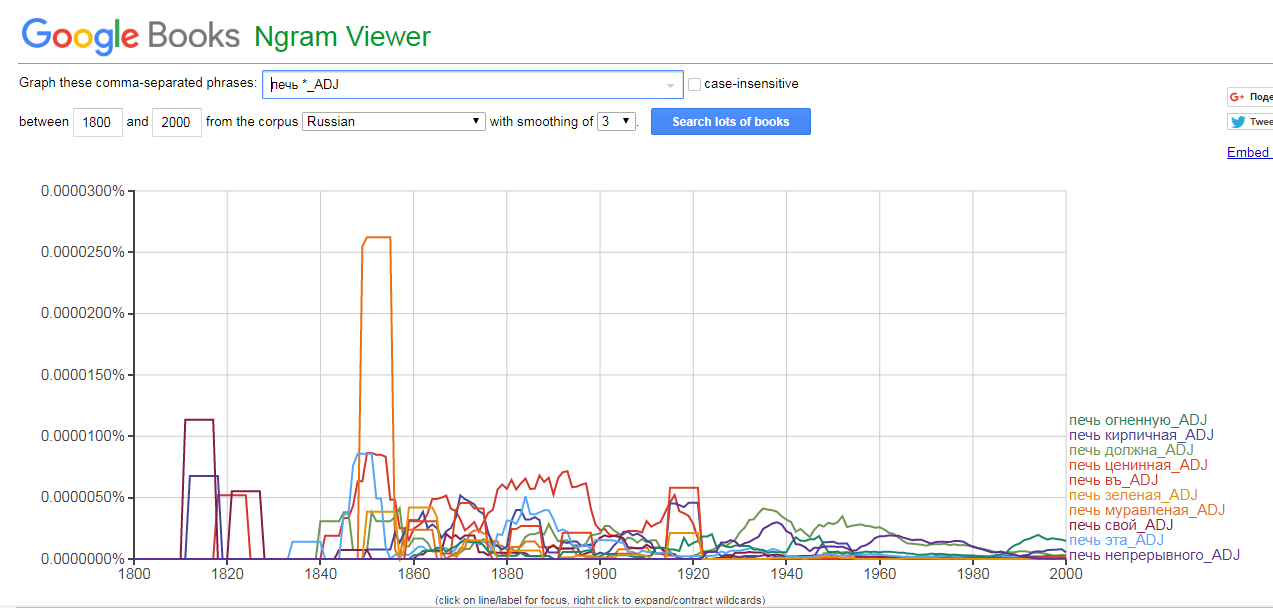 Google Books Ngram Viewer
Graph these comma-separated phrases: печь *_ADJ case-insensitive
between 1800 and 2000 from the corpus Russian with smoothing of 3 . Search lots of books
G+ Поде
Twee
Embed
0.0000300%
0.0000250%
0.0000200%
0.0000150%
0.0000100%
0.0000050%
0.0000000%
1800 1820 1840 1860 1880 1900 1920 1940 1960 1980 2000
печь огненную_ADJ
печь кирпичная_ADJ
печь должна_ADJ
печь ценинная_ADJ
печь въ_ADJ
печь зеленая_ADJ
печь муравленая_ADJ
печь свой_ADJ
печь эта_ADJ
печь непрерывного_ADJ
(click on line/label for focus, right click to expand/contract wildcards)